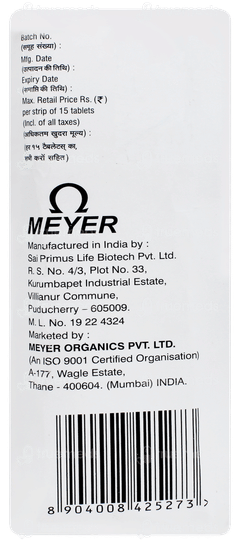 Batch No.
(समूह संख्या) :
Mfg. Date
(उत्पादन की तिथि) :
Expiry Date
(समाप्ति की तिथि) :
Max. Retail Price Rs. (₹)
per strip of 15 tablets
(Incl. of all taxes)
(अधिकतम खुदरा मूल्य) :
(हर १५ टैबलेटस् का,
सभी करों सहित)
MEYER
Manufactured in India by :
Sai Primus Life Biotech Pvt. Ltd.
R. S. No. 4/3, Plot No. 33,
Kurumbapet Industrial Estate,
Villianur Commune,
Puducherry – 605009.
M. L. No. 19 22 4324
Marketed by :
MEYER ORGANICS PVT. LTD.
(An ISO 9001 Certified Organisation)
A-177, Wagle Estate,
Thane - 400604. (Mumbai) INDIA.
8 904008 425273 >